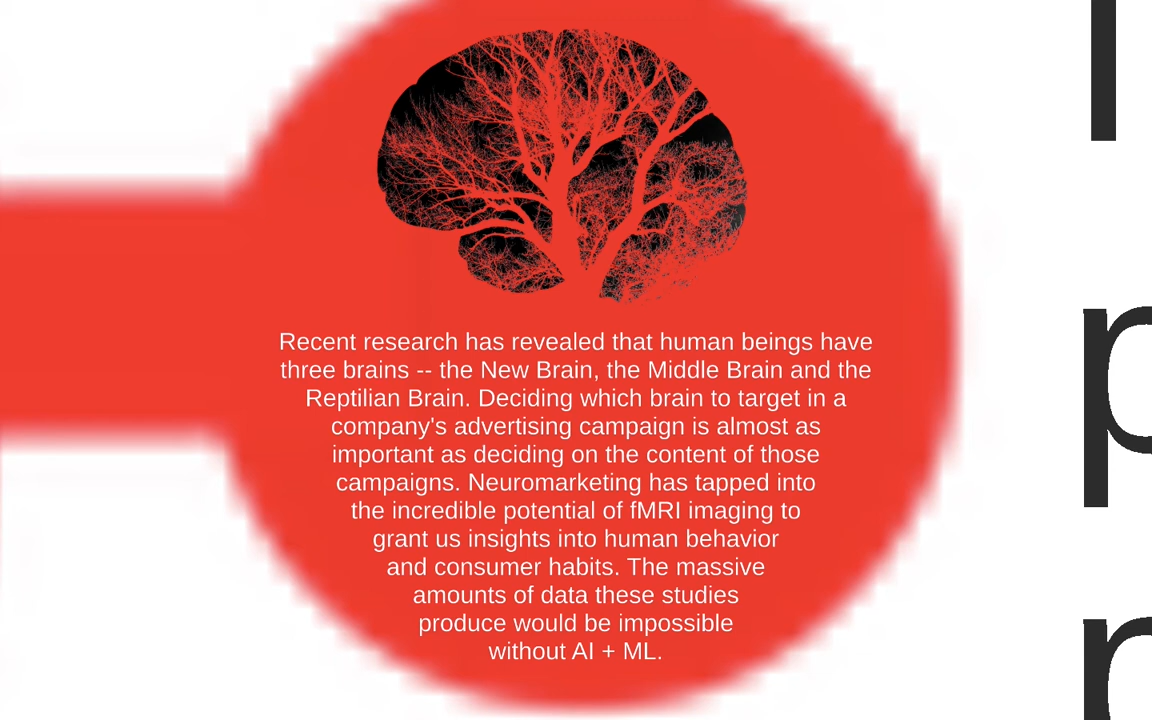 Recent research has revealed that human beings have
three brains -- the New Brain, the Middle Brain and the
Reptilian Brain. Deciding which brain to target in a
company's advertising campaign is almost as
important as deciding on the content of those
campaigns. Neuromarketing has tapped into
the incredible potential of fMRI imaging to
grant us insights into human behavior
and consumer habits. The massive
amounts of data these studies
produce would be impossible
without AI + ML.